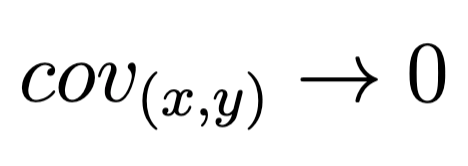 cov(x,y) → 0